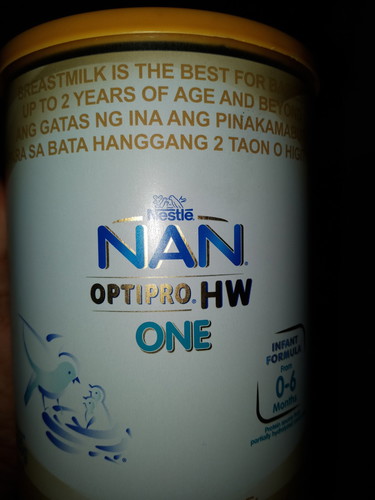 BREASTMILK IS THE BEST FOR
UP TO 2 YEARS OF AGE AND
ANG GATAS NG INA ANG
SA BATA HANGGANG 2 TAON O
Nestlé
NAN
OPTIPRO HW
ONE
INFANT
FORMULA
From
0-6
Months
partially